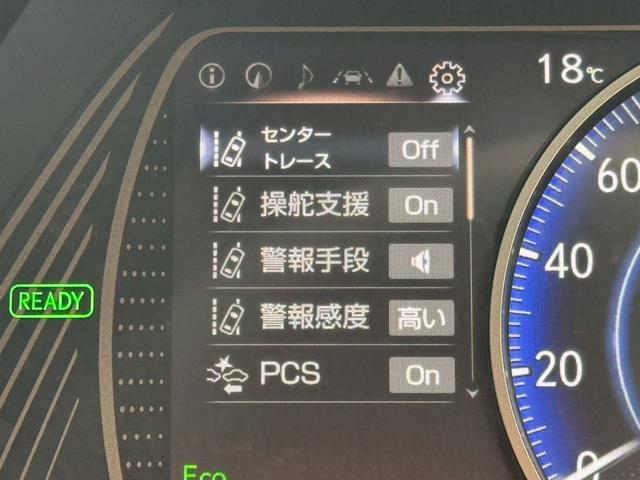 18℃
センター
トレース Off
操舵支援 On
警報手段
警報感度 高い
PCS On
READY
60
40
20
0
Eco